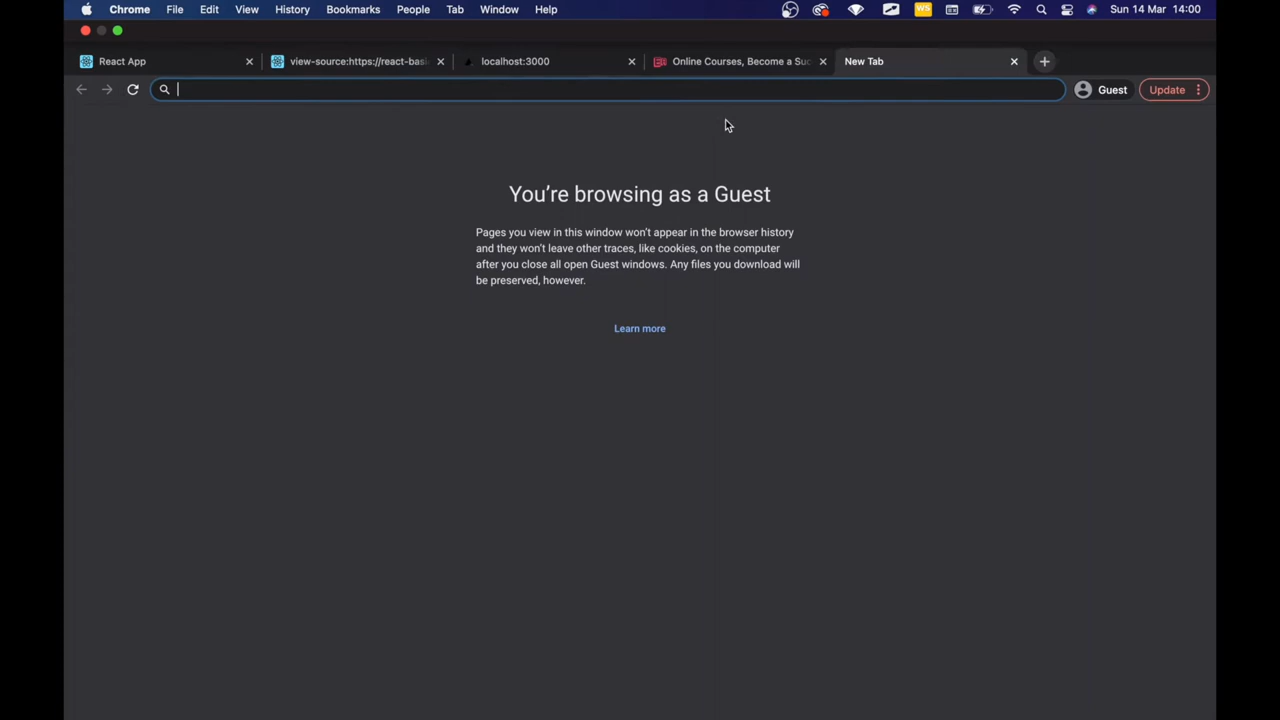 Chrome File Edit View History Bookmarks People Tab Window Help WS Sun 14 Mar 14:00
React App view-source:https://react-basi localhost:3000 Online Courses, Become a Suc New Tab
Guest Update
You're browsing as a Guest
Pages you view in this window won't appear in the browser history
and they won't leave other traces, like cookies, on the computer
after you close all open Guest windows. Any files you download will
be preserved, however.
Learn more